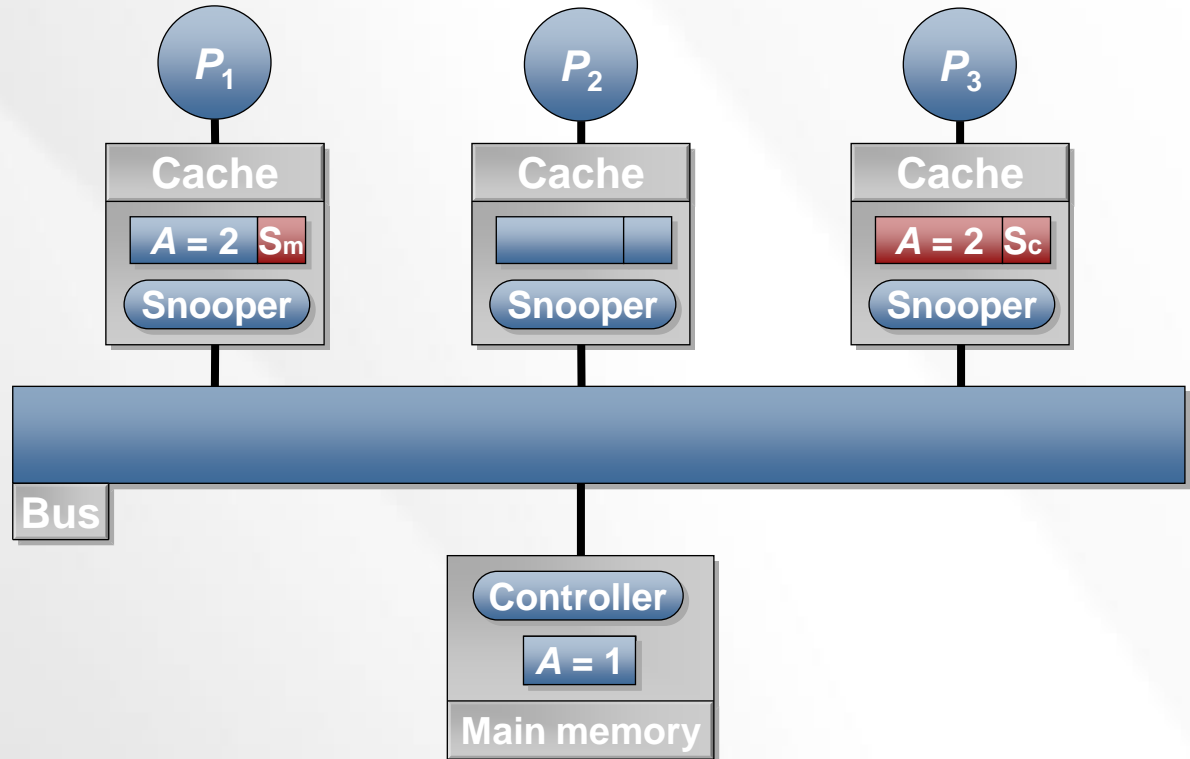 P1 P2 P3
Cache Cache Cache
A = 2 Sm A = 2 Sc
Snooper Snooper Snooper
Bus
Controller
A = 1
Main memory